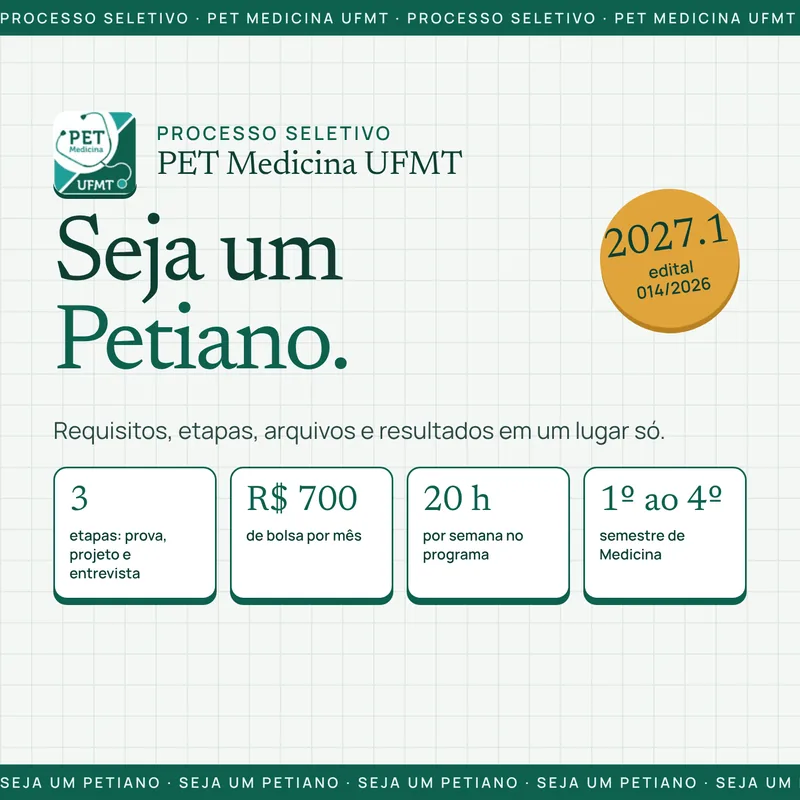 PROCESSO SELETIVO · PET MEDICINA UFMT · PROCESSO SELETIVO · PET MEDICINA UFMT
PET
Medicina
UFMT
PROCESSO SELETIVO
PET Medicina UFMT
Seja um
Petiano.
2027.1
edital
014/2026
Requisitos, etapas, arquivos e resultados em um lugar só.
3
etapas: prova,
projeto e
entrevista
R$ 700
de bolsa por mês
20 h
por semana no
programa
1º ao 4º
semestre de
Medicina
SEJA UM PETIANO · SEJA UM PETIANO · SEJA UM PETIANO · SEJA UM PETIANO · SEJA UM